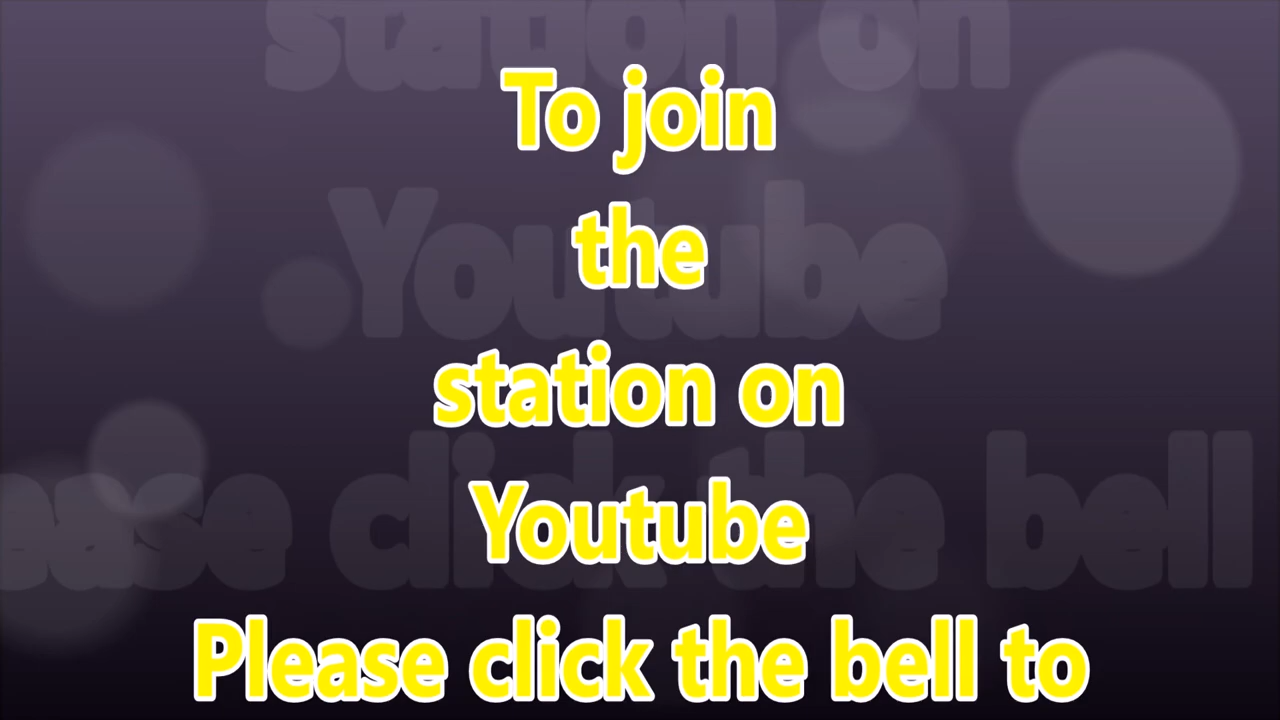 To join
the
station on
Youtube
Please click the bell to